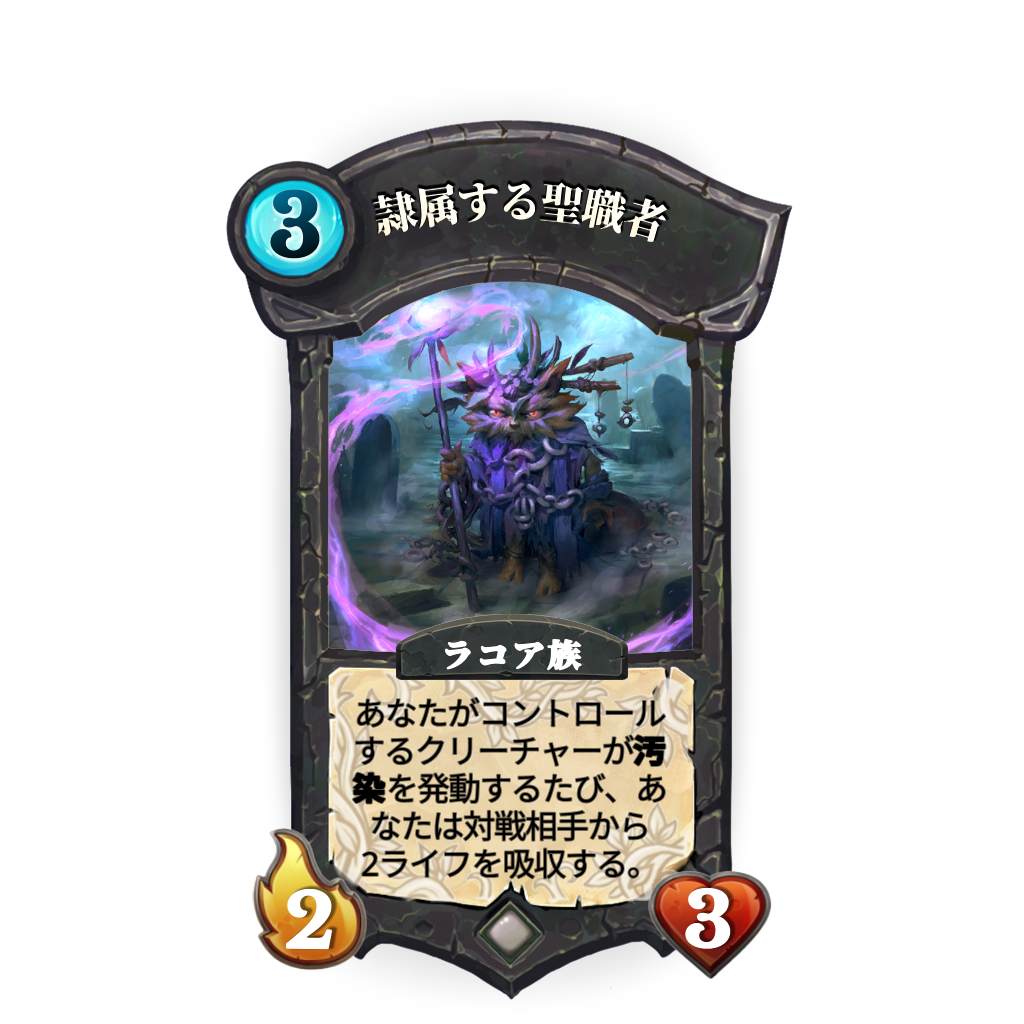 3
隷属する聖職者
ラコア族
あなたがコントロール
するクリーチャーが汚
染を発動するたび、あ
なたは対戦相手から
2ライフを吸収する。
2
3